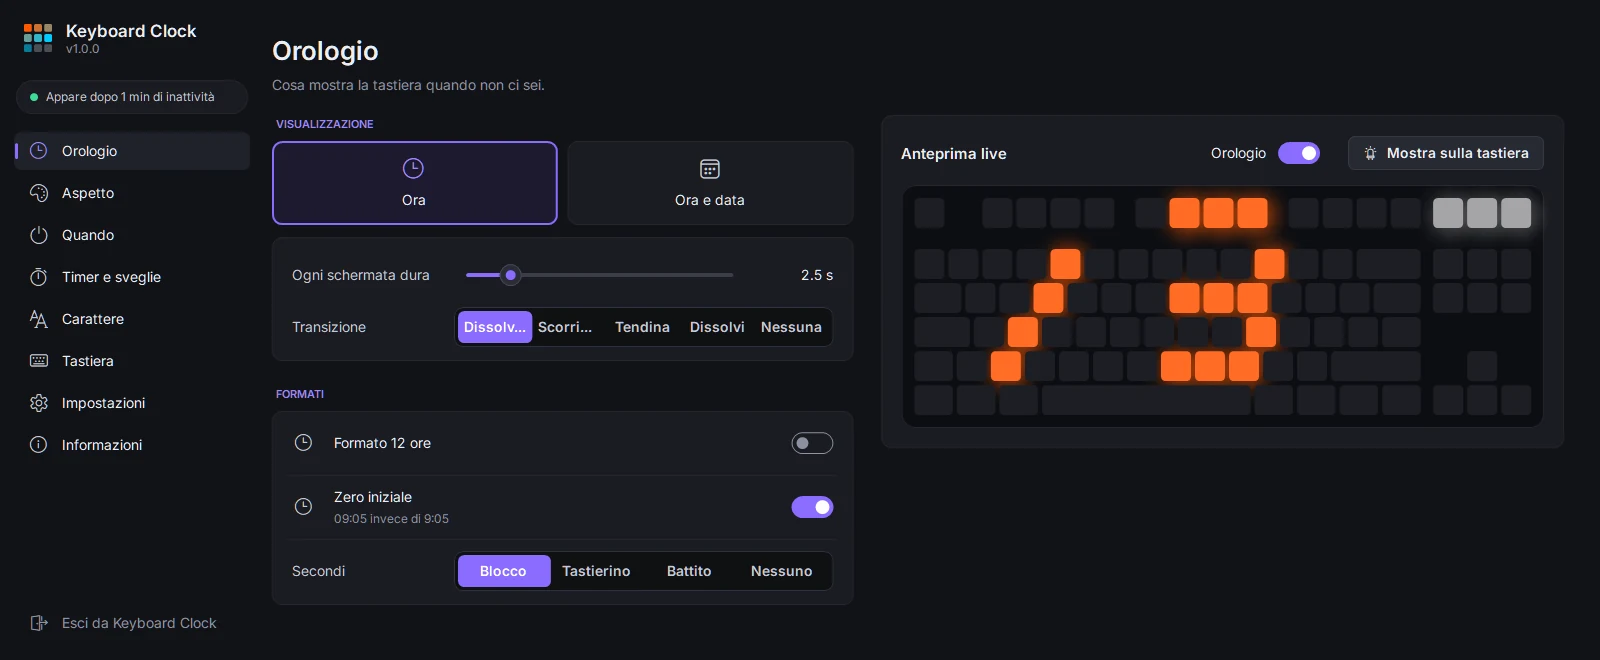 Keyboard Clock
v1.0.0
Appare dopo 1 min di inattività
Orologio
Aspetto
Quando
Timer e sveglie
Carattere
Tastiera
Impostazioni
Informazioni
Esci da Keyboard Clock
Orologio
Cosa mostra la tastiera quando non ci sei.
VISUALIZZAZIONE
Ora
Ora e data
Ogni schermata dura
2.5 s
Transizione
Dissolv...
Scorri...
Tendina
Dissolvi
Nessuna
FORMATI
Formato 12 ore
Zero iniziale
09:05 invece di 9:05
Secondi
Blocco
Tastierino
Battito
Nessuno
Anteprima live
Orologio
Mostra sulla tastiera